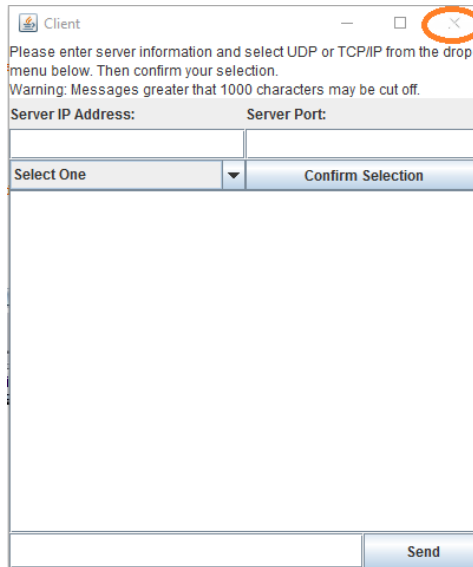 Client
Please enter server information and select UDP or TCP/IP from the drop
menu below. Then confirm your selection.
Warning: Messages greater that 1000 characters may be cut off.
Server IP Address: Server Port:
Select One Confirm Selection
Send